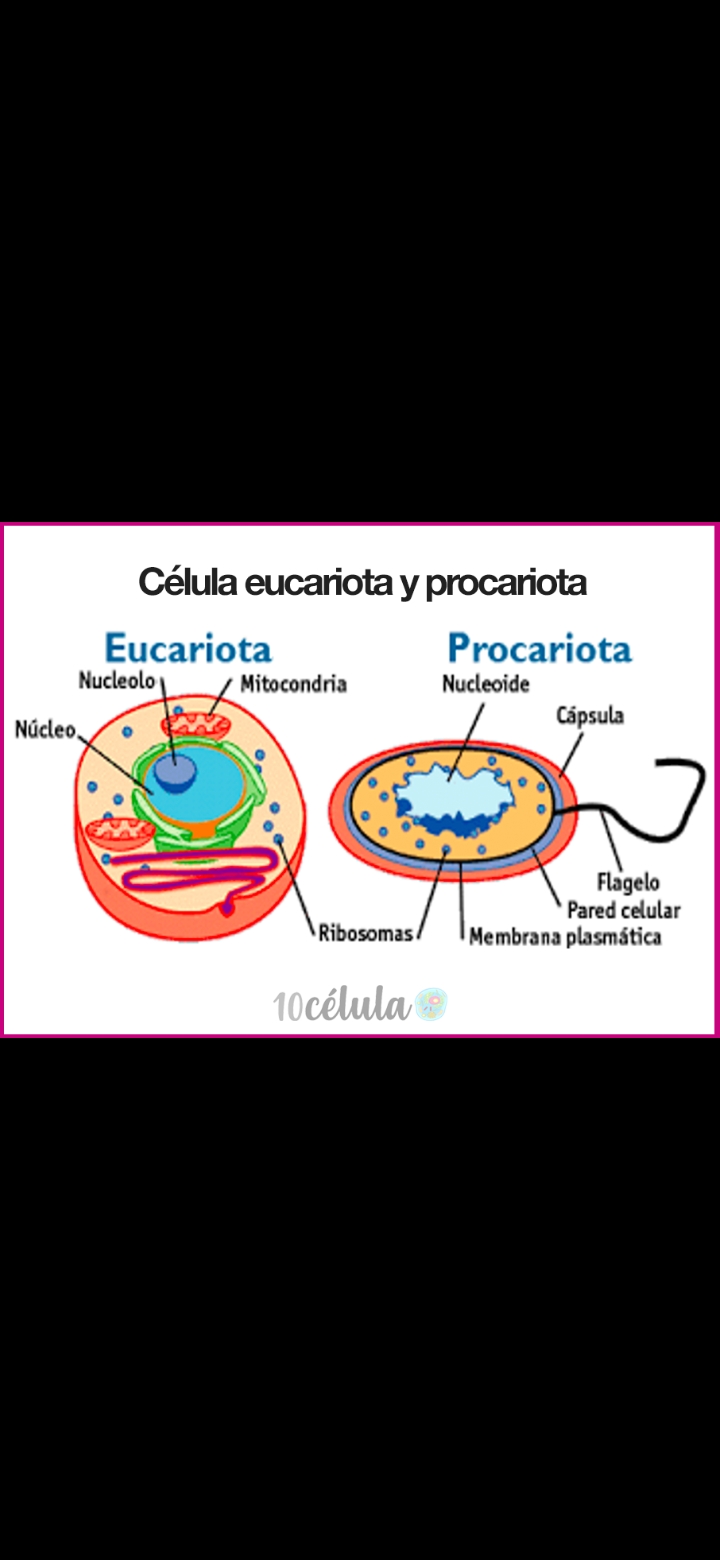 Célula eucariota y procariota
Eucariota
Procariota
Nucleolo
Mitocondria
Nucleoide
Núcleo
Cápsula
Flagelo
Pared celular
Ribosomas
Membrana plasmática
10célula